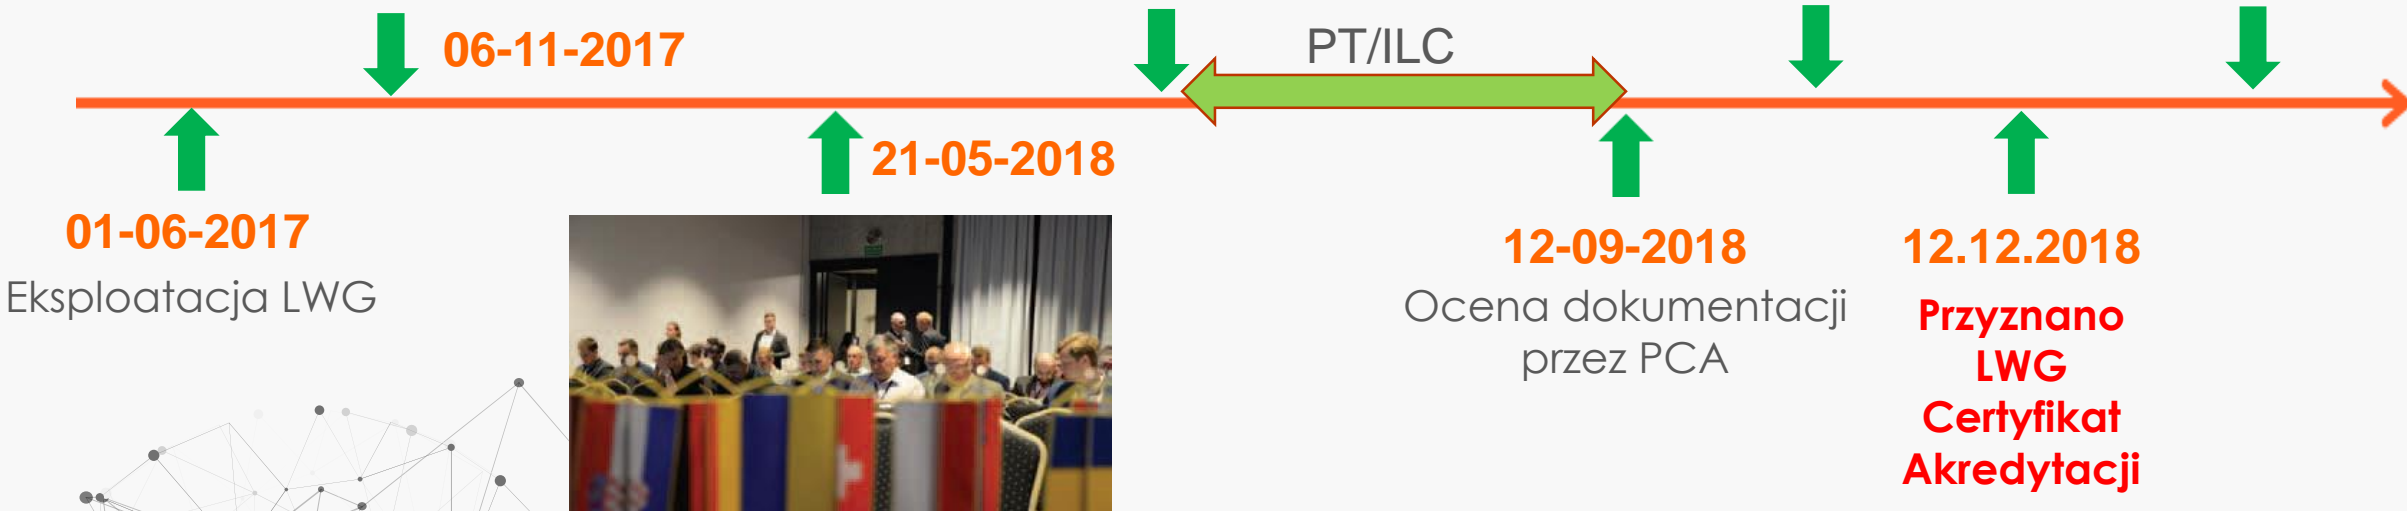 06-11-2017
PT/ILC
21-05-2018
01-06-2017
Eksploatacja LWG
12-09-2018
Ocena dokumentacji
przez PCA
12.12.2018
Przyznano
LWG
Certyfikat
Akredytacji